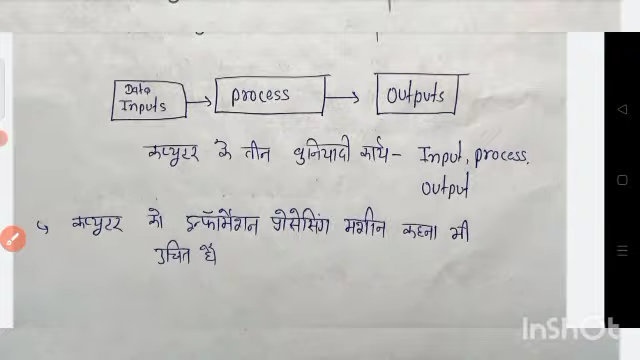 Data
Inputs
process
Outputs
कम्प्यूटर के तीन बुनियादी कार्य- Input, process,
Output
कम्प्यूटर को इन्फॉर्मेशन प्रोसेसिंग मशीन कहना भी
उचित है
InShOt